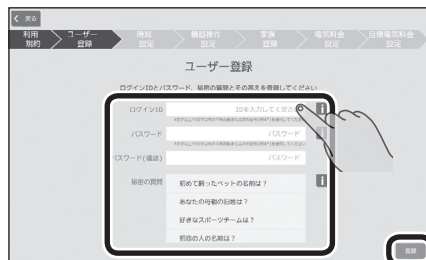 戻る
利用規約
ユーザー登録
時刻設定
機器操作設定
家族登録
電気料金設定
目標電気料金設定
ユーザー登録
ログインIDとパスワード、秘密の質問とその答えを登録してください
ログインID
IDを入力してください
パスワード
パスワード
パスワード(確認)
パスワード
秘密の質問
初めて飼ったペットの名前は？
あなたの母親の旧姓は？
好きなスポーツチームは？
初恋の人の名前は？
登録